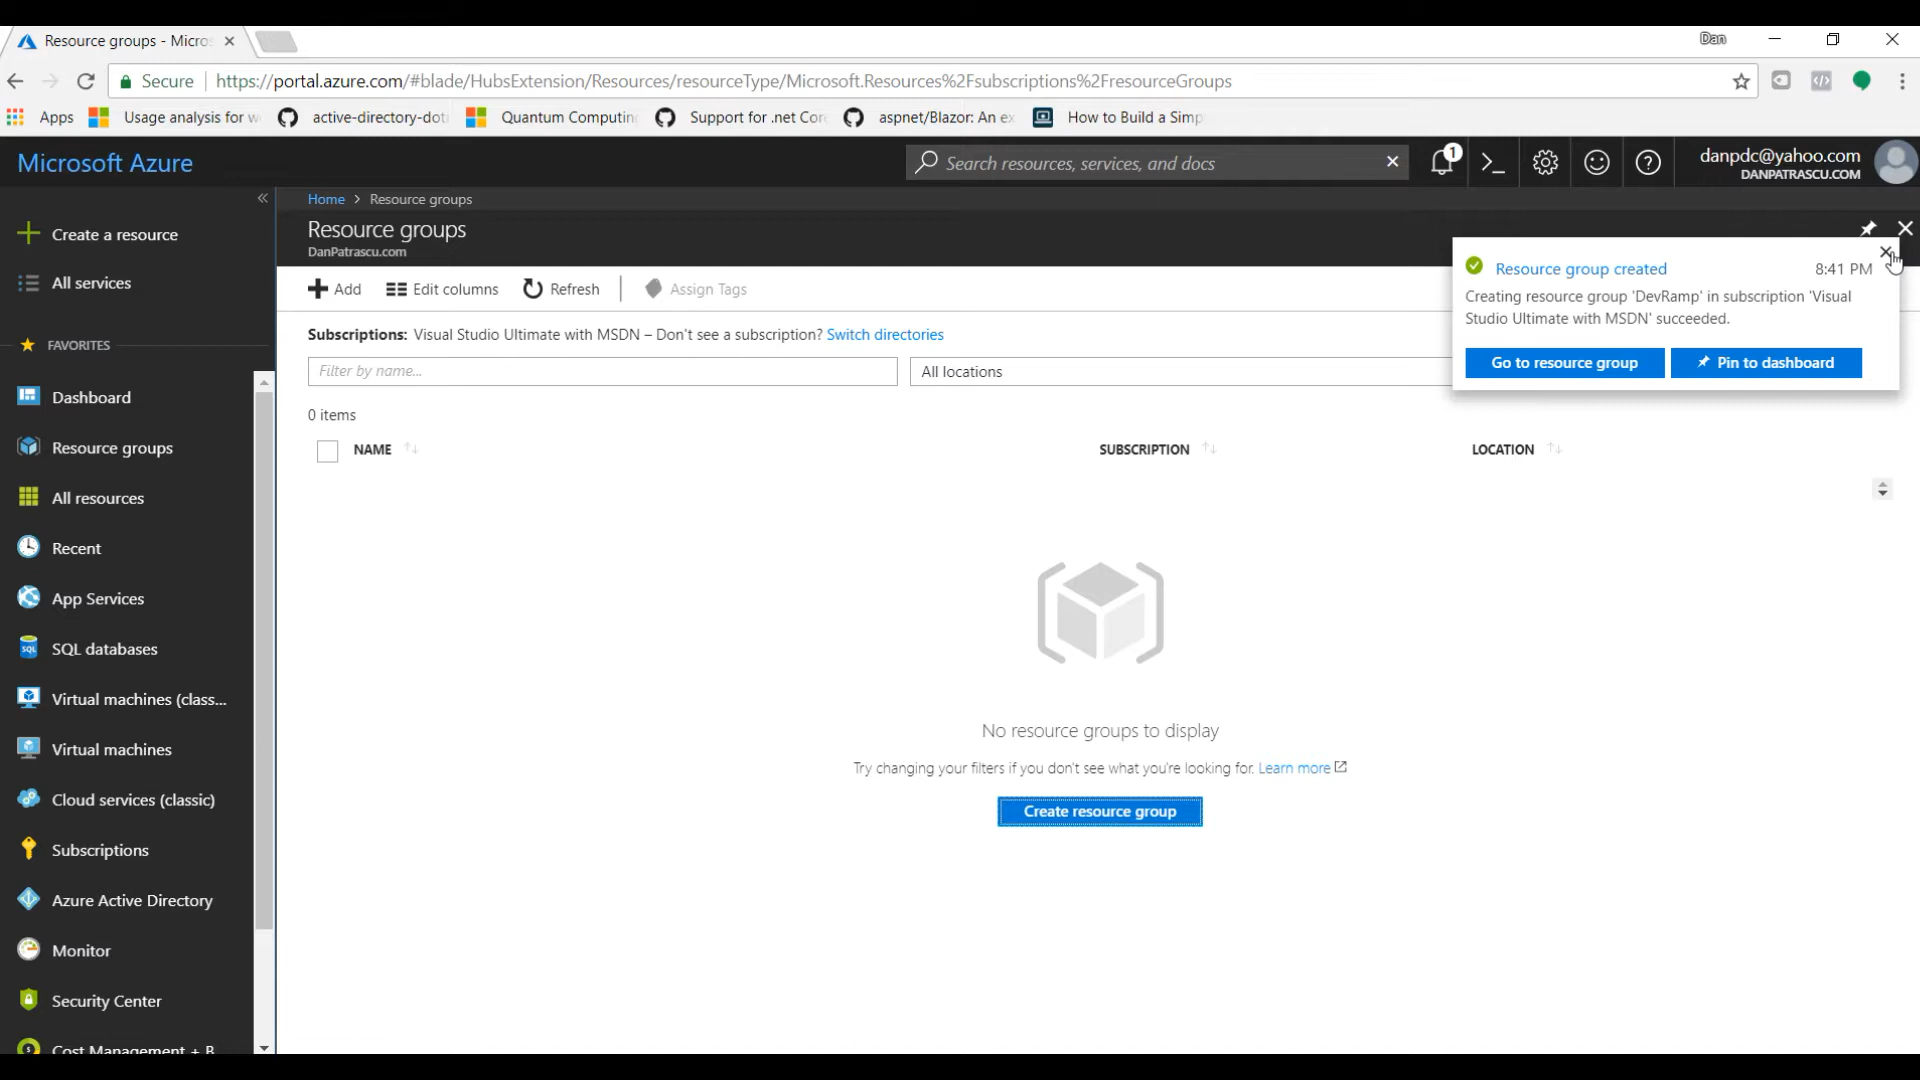 Resource groups - Micros
Dan
Secure
https://portal.azure.com/#blade/HubsExtension/Resources/resourceType/Microsoft.Resources%2Fsubscriptions%2FresourceGroups
Apps
Usage analysis for w
active-directory-dot
Quantum Computin
Support for .net Cor
aspnet/Blazor: An ex
How to Build a Simp
Microsoft Azure
Search resources, services, and docs
1
danpdc@yahoo.com
DANPATRASCU.COM
Create a resource
All services
FAVORITES
Dashboard
Resource groups
All resources
Recent
App Services
SQL databases
Virtual machines (class...
Virtual machines
Cloud services (classic)
Subscriptions
Azure Active Directory
Monitor
Security Center
Cost Management + B
Home > Resource groups
Resource groups
DanPatrascu.com
Add
Edit columns
Refresh
Assign Tags
Subscriptions: Visual Studio Ultimate with MSDN – Don't see a subscription? Switch directories
Filter by name...
All locations
0 items
NAME
SUBSCRIPTION
LOCATION
No resource groups to display
Try changing your filters if you don't see what you're looking for. Learn more
Create resource group
Resource group created
8:41 PM
Creating resource group 'DevRamp' in subscription 'Visual
Studio Ultimate with MSDN' succeeded.
Go to resource group
Pin to dashboard